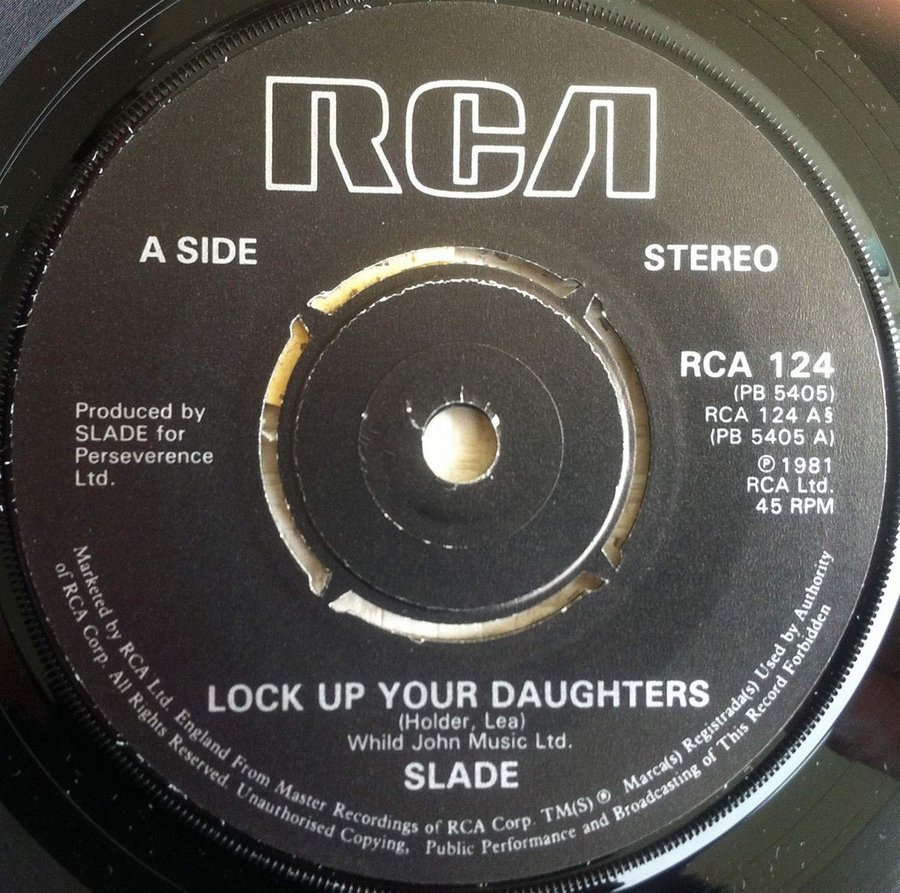 RCA
A SIDE
STEREO
RCA 124
(PB 5405)
RCA 124 A§
(PB 5405 A)
℗ 1981
RCA Ltd.
45 RPM
Produced by
SLADE for
Perseverence
Ltd.
LOCK UP YOUR DAUGHTERS
(Holder, Lea)
Whild John Music Ltd.
SLADE
Marketed by RCA Ltd. England From Master Recordings of RCA Corp. TM(S) ® Marca(s) Registrada(s) Used by Authority
of RCA Corp. All Rights Reserved. Unauthorised Copying, Public Performance and Broadcasting of This Record Forbidden